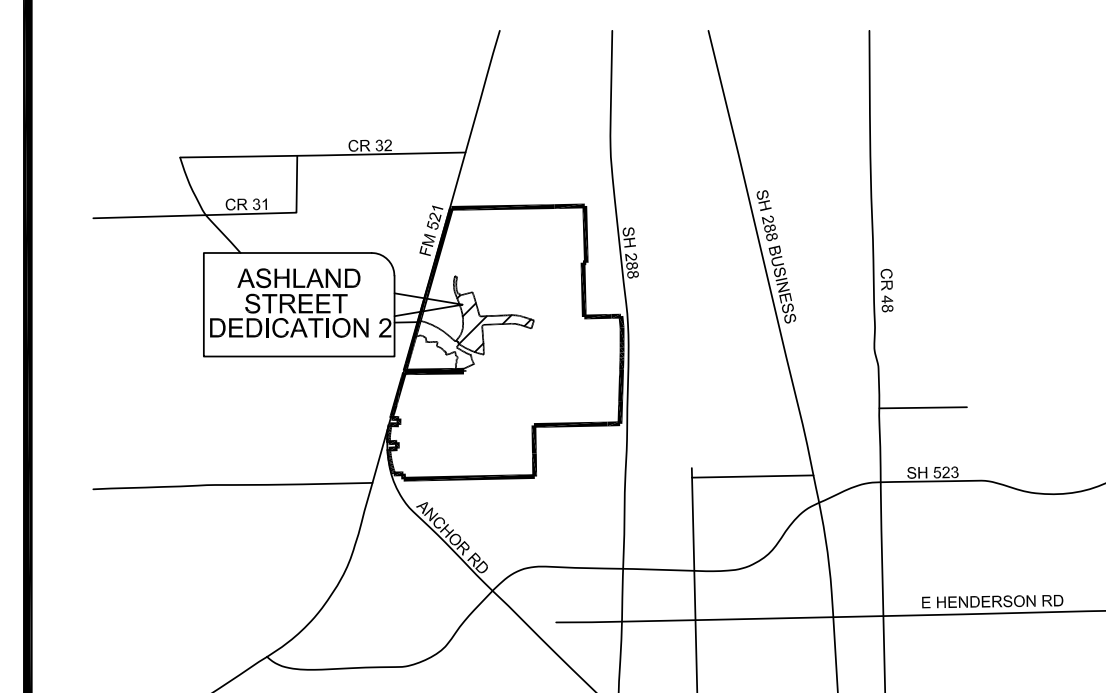 CR 32
CR 31
FM 521
SH 288
SH 288 BUSINESS
CR 48
ASHLAND
STREET
DEDICATION 2
SH 523
ANCHOR RD
E HENDERSON RD